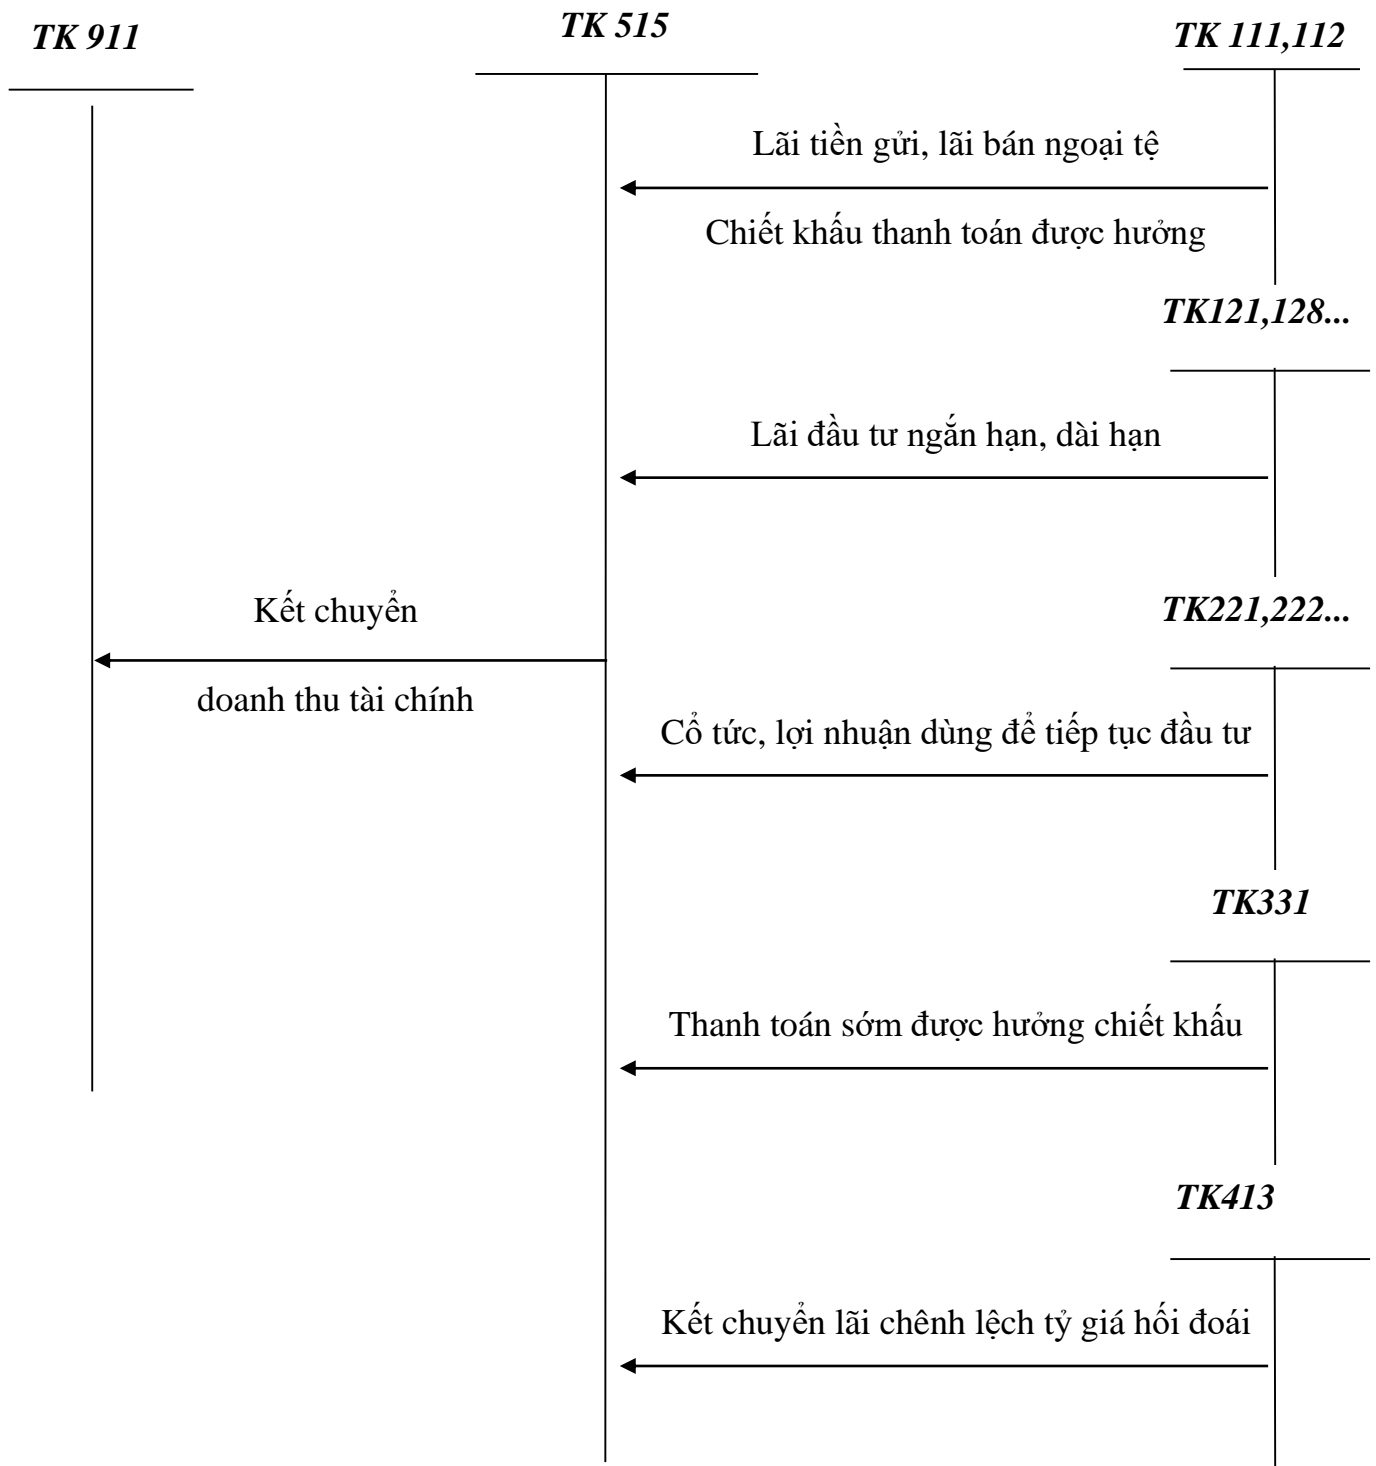 TK 911
TK 515
TK 111,112
Lãi tiền gửi, lãi bán ngoại tệ
Chiết khấu thanh toán được hưởng
TK121,128...
Lãi đầu tư ngắn hạn, dài hạn
Kết chuyển
TK221,222...
doanh thu tài chính
Cổ tức, lợi nhuận dùng để tiếp tục đầu tư
TK331
Thanh toán sớm được hưởng chiết khấu
TK413
Kết chuyển lãi chênh lệch tỷ giá hối đoái